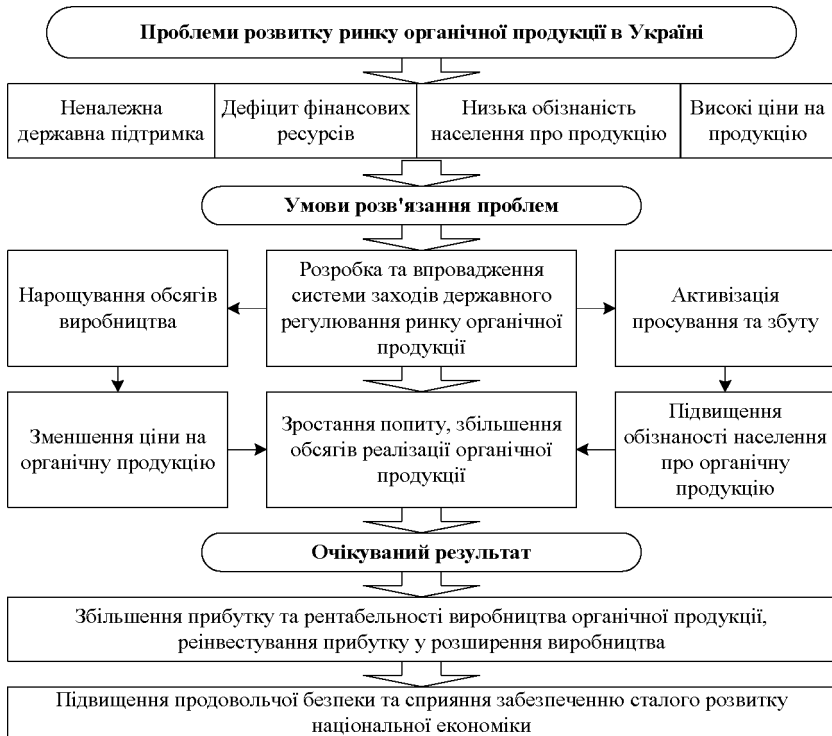 Проблеми розвитку ринку органічної продукції в Україні
Неналежна
державна підтримка
Дефіцит фінансових
ресурсів
Низька обізнаність
населення про продукцію
Високі ціни на
продукцію
Умови розв'язання проблем
Нарощування обсягів
виробництва
Розробка та впровадження
системи заходів державного
регулювання ринку органічної
продукції
Активізація
просування та збуту
Зменшення ціни на
органічну продукцію
Зростання попиту, збільшення
обсягів реалізації органічної
продукції
Підвищення
обізнаності населення
про органічну
продукцію
Очікуваний результат
Збільшення прибутку та рентабельності виробництва органічної продукції,
реінвестування прибутку у розширення виробництва
Підвищення продовольчої безпеки та сприяння забезпеченню сталого розвитку
національної економіки